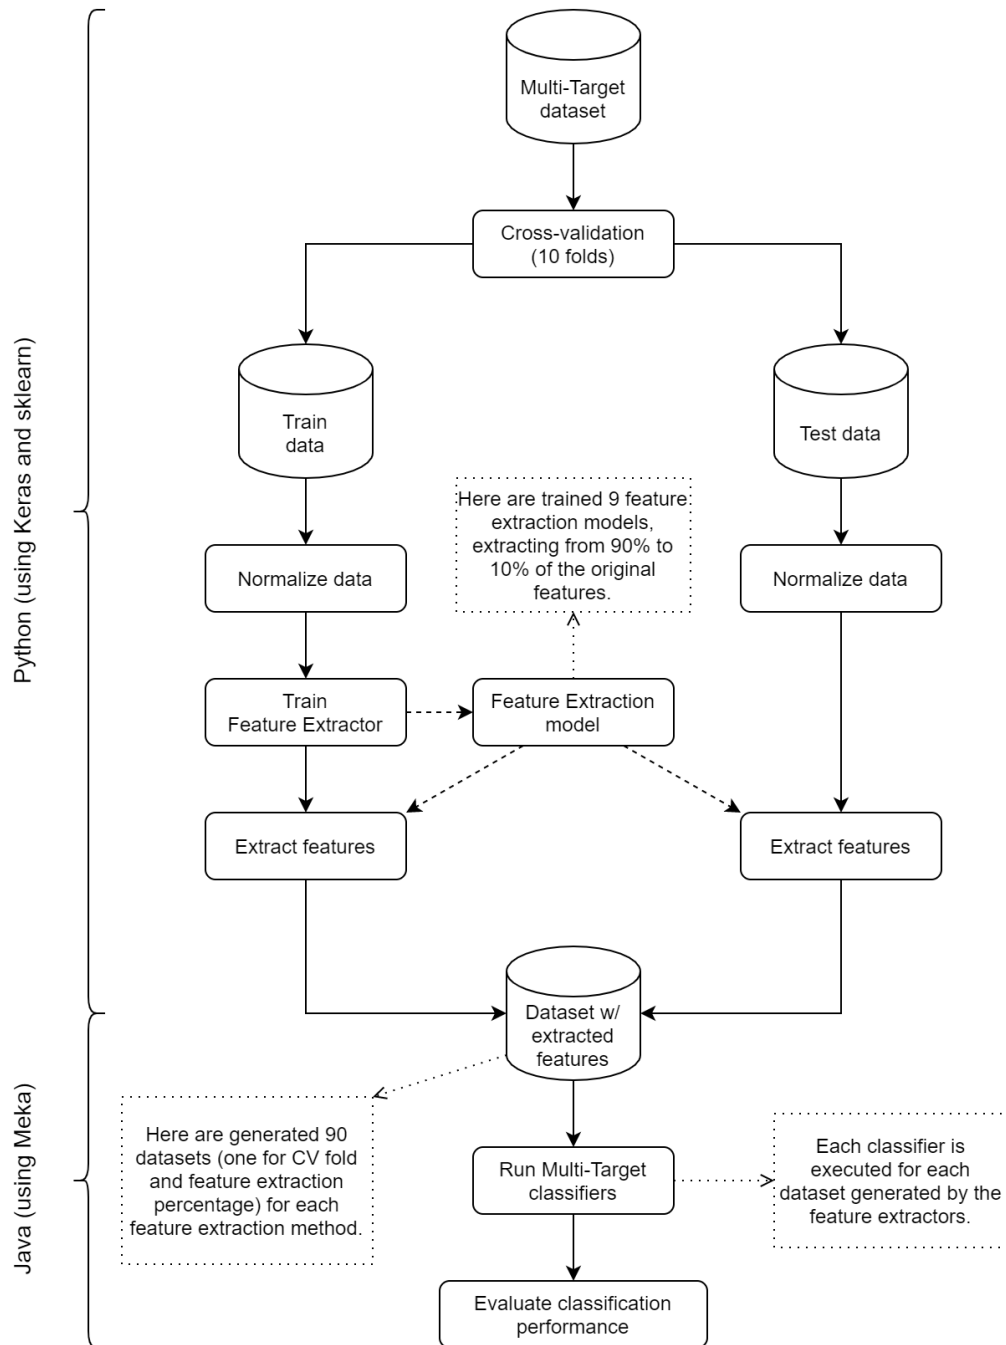 Multi-Target
dataset
Cross-validation
(10 folds)
Train
data
Test data
Here are trained 9 feature
extraction models,
extracting from 90% to
10% of the original
features.
Normalize data
Normalize data
Train
Feature Extractor
Feature Extraction
model
Extract features
Extract features
Python (using Keras and sklearn)
Dataset w/
extracted
features
Here are generated 90
datasets (one for CV fold
and feature extraction
percentage) for each
feature extraction method.
Run Multi-Target
classifiers
Each classifier is
executed for each
dataset generated by the
feature extractors.
Evaluate classification
performance
Java (using Meka)